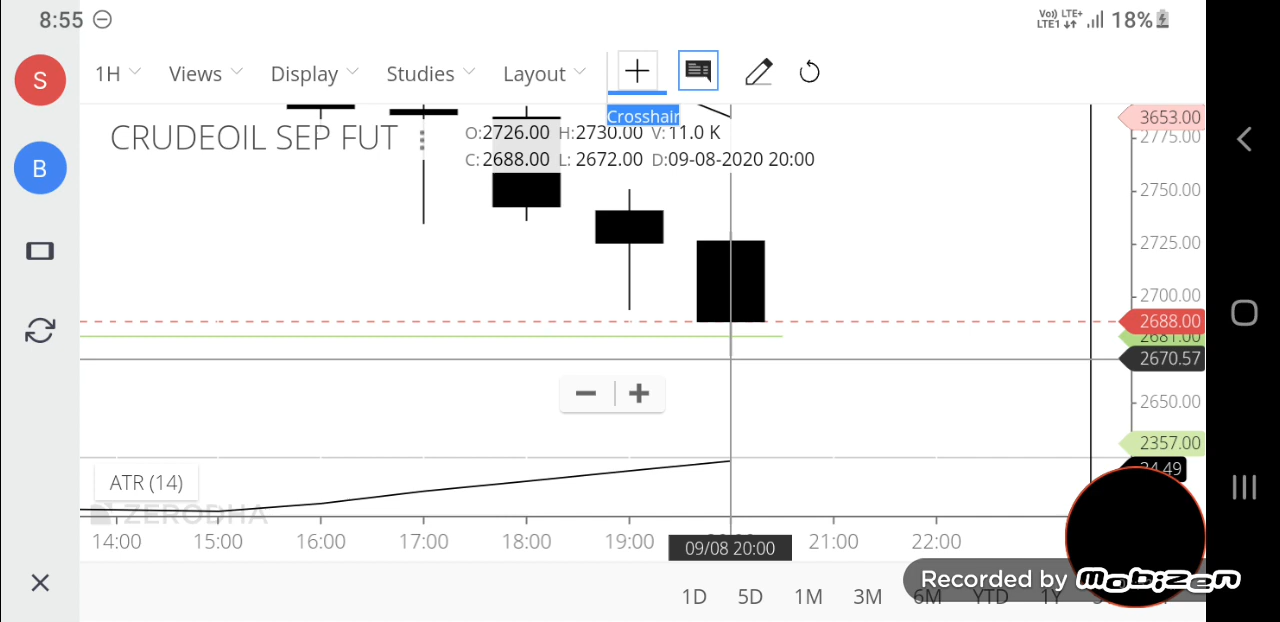 8:55
Vo) LTE+ LTE1 18%
S
B
1H Views Display Studies Layout
Crosshair
CRUDEOIL SEP FUT
O:2726.00 H:2730.00 V:11.0 K
C:2688.00 L:2672.00 D:09-08-2020 20:00
3653.00
2775.00
2750.00
2725.00
2700.00
2688.00
2681.00
2670.57
2650.00
2357.00
24.49
ATR (14)
ZERODHA
14:00 15:00 16:00 17:00 18:00 19:00 09/08 20:00 21:00 22:00
Recorded by Mobizen
1D 5D 1M 3M 6M YTD 1Y